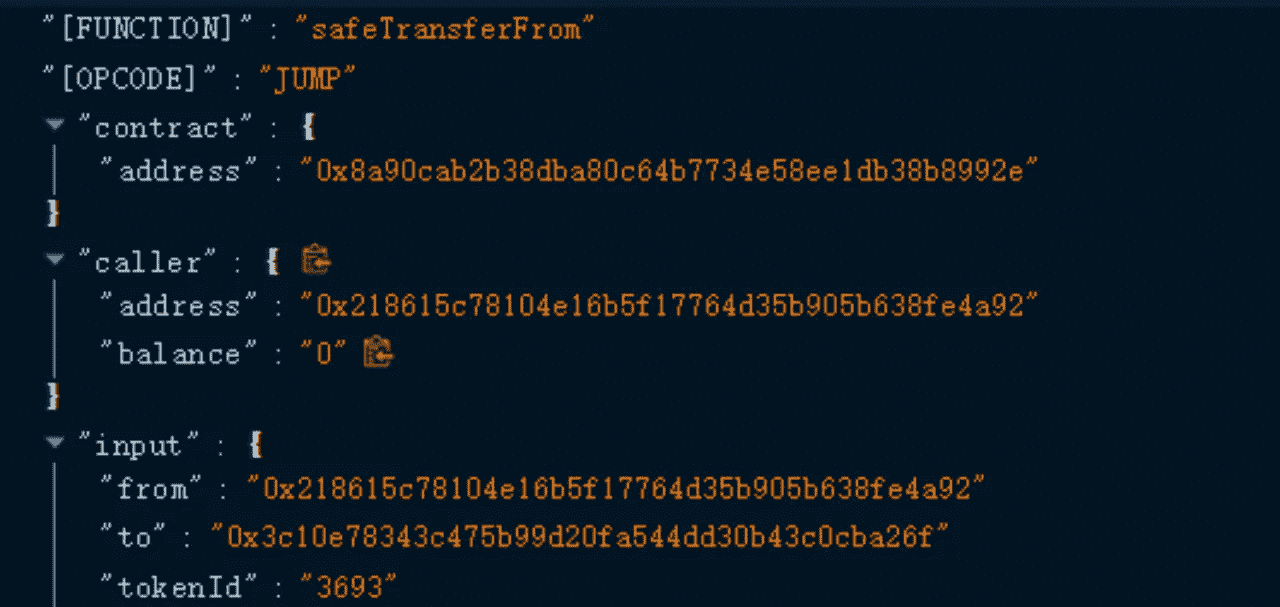 "[FUNCTION]" : "safeTransferFrom"
"[OPCODE]" : "JUMP"
"contract" : {
"address" : "0x8a90cab2b38dba80c64b7734e58ee1db38b8992e"
}
"caller" : {
"address" : "0x218615c78104e16b5f17764d35b905b638fe4a92"
"balance" : "0"
}
"input" : {
"from" : "0x218615c78104e16b5f17764d35b905b638fe4a92"
"to" : "0x3c10e78343c475b99d20fa544dd30b43c0cba26f"
"tokenId" : "3693"